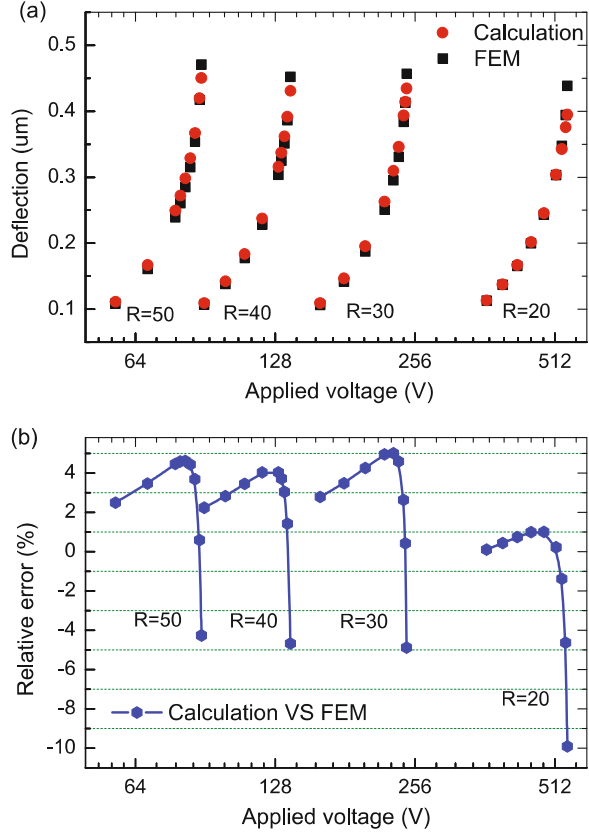 (a)
0.5
0.4
0.3
0.2
0.1
Deflection (um)
Calculation
FEM
R=50
R=40
R=30
R=20
64
128
256
512
Applied voltage (V)
(b)
4
2
0
-2
-4
-6
-8
-10
Relative error (%)
R=50
R=40
R=30
R=20
Calculation VS FEM
64
128
256
512
Applied voltage (V)